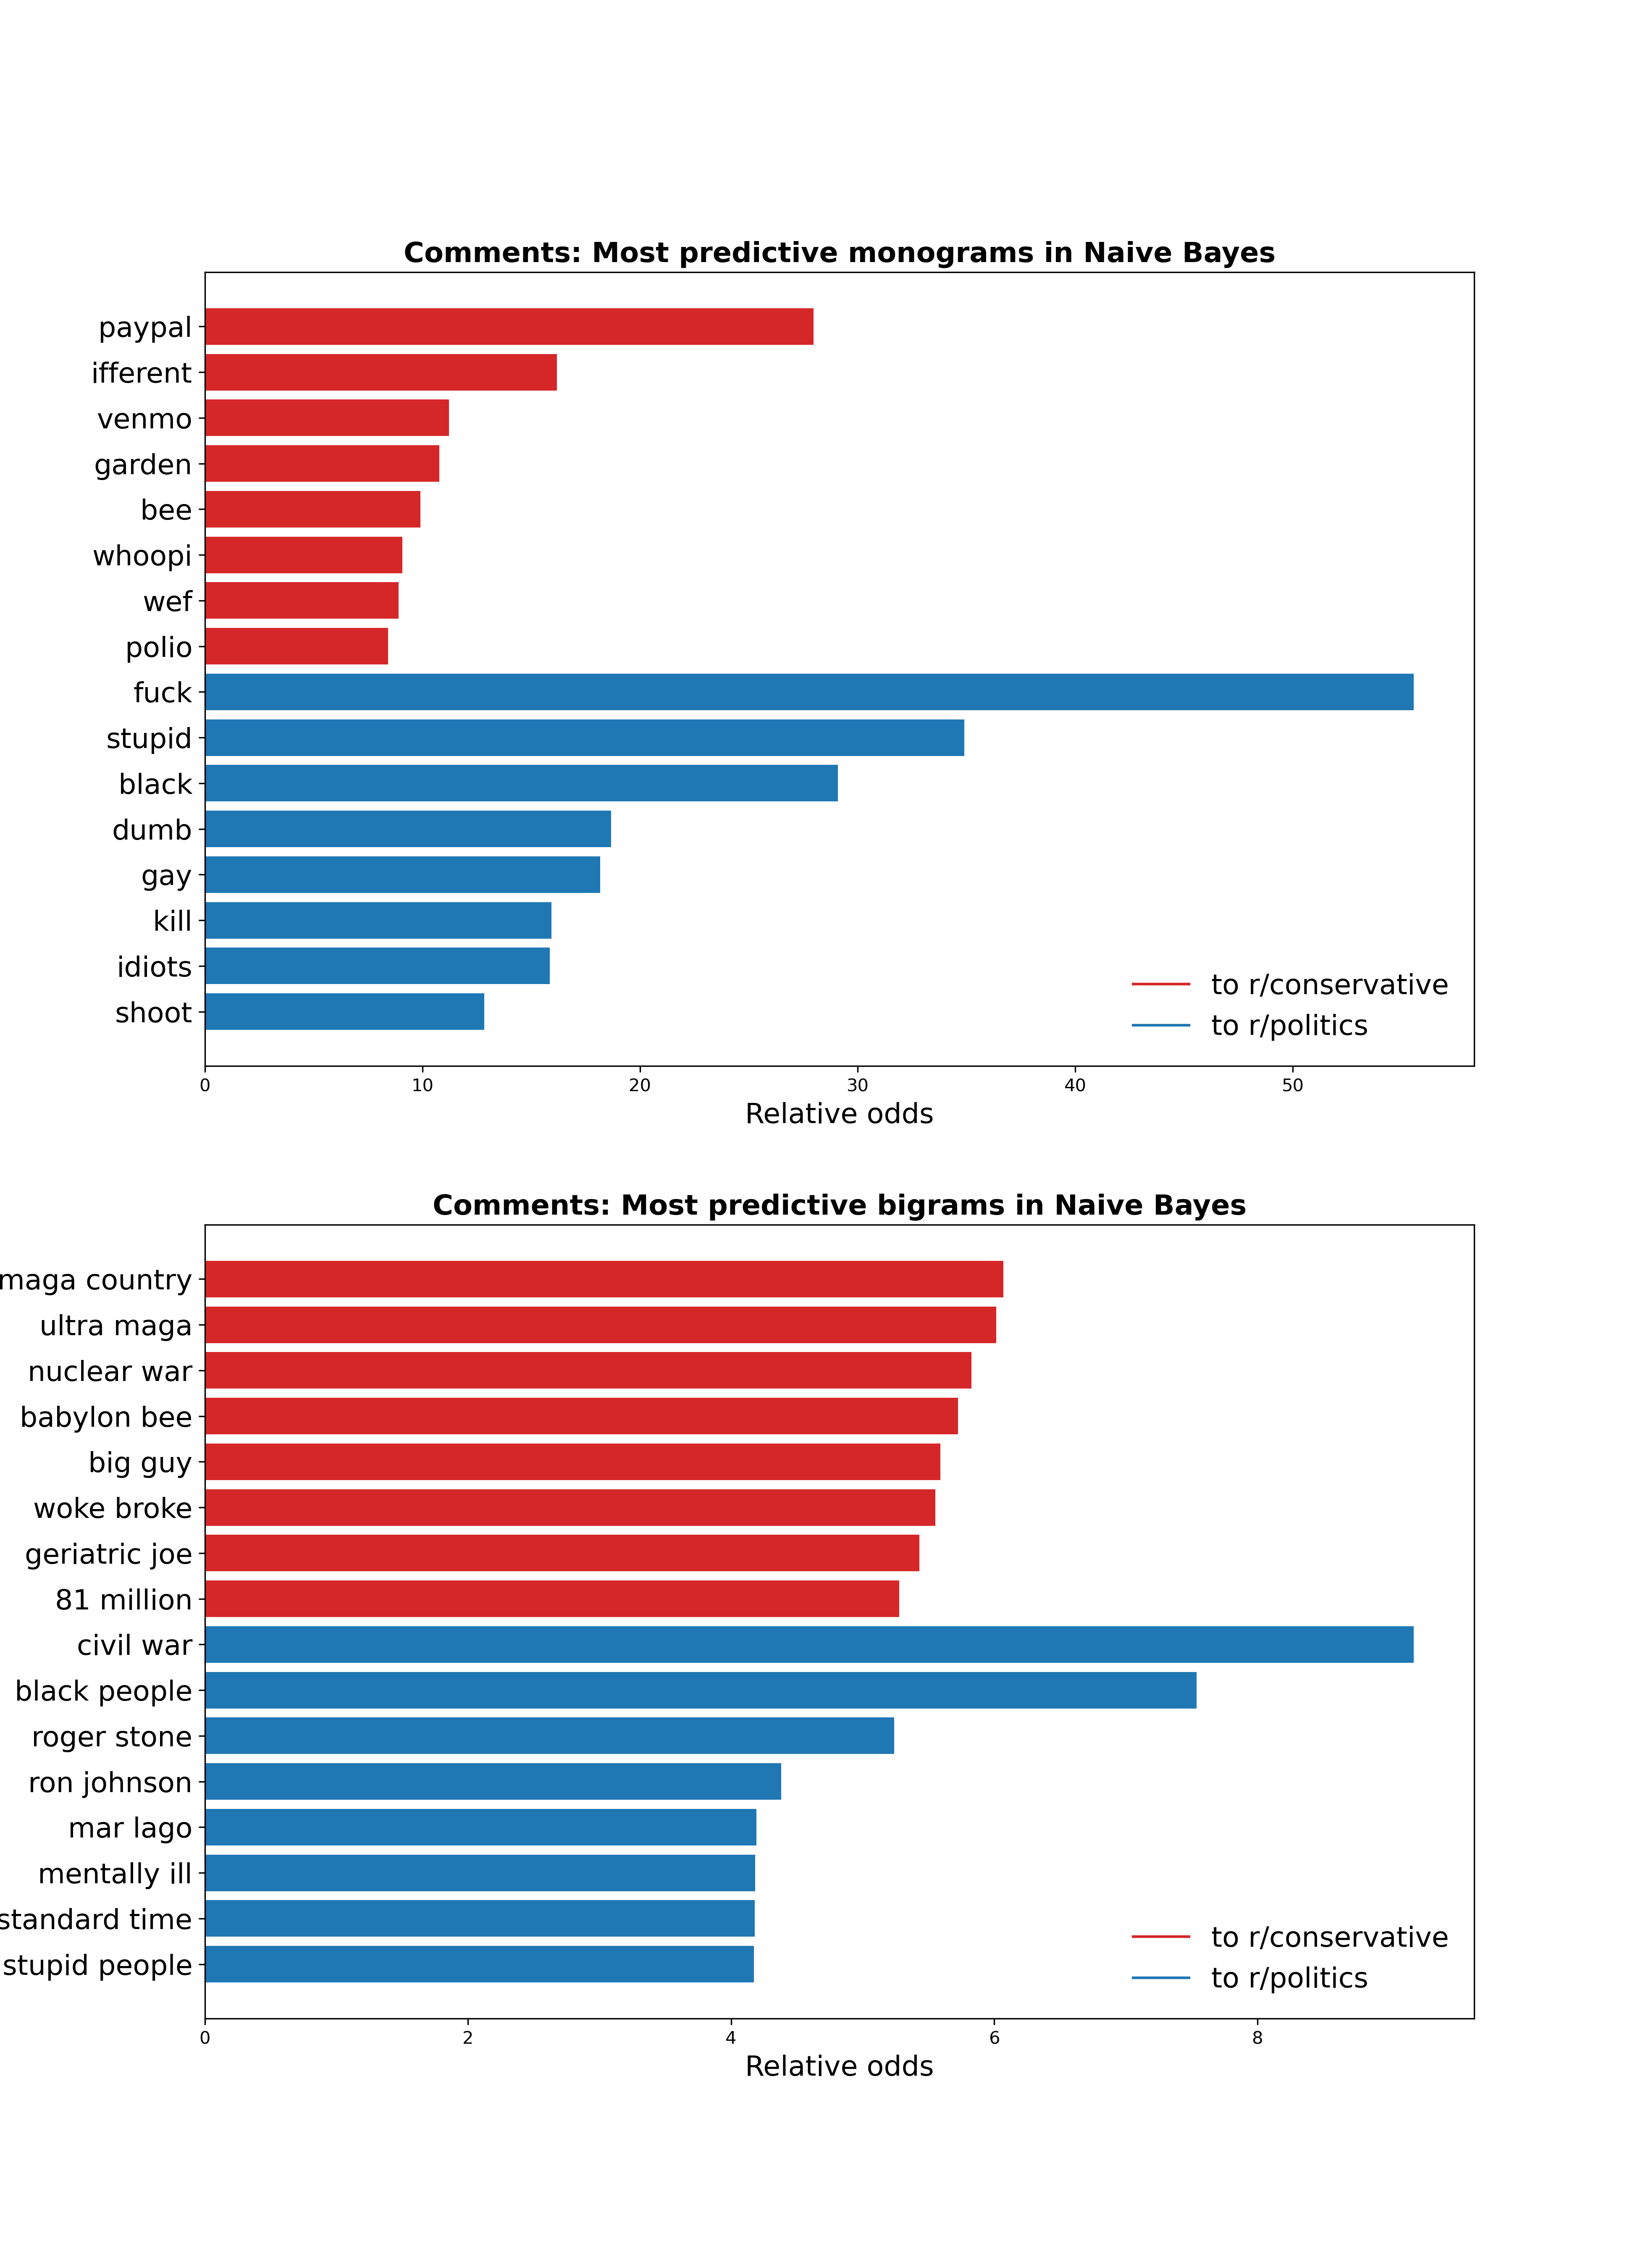 Comments: Most predictive monograms in Naive Bayes
paypal
ifferent
venmo
garden
bee
whoopi
wef
polio
fuck
stupid
black
dumb
gay
kill
idiots
shoot
to r/conservative
to r/politics
0 10 20 30 40 50
Relative odds
Comments: Most predictive bigrams in Naive Bayes
maga country
ultra maga
nuclear war
babylon bee
big guy
woke broke
geriatric joe
81 million
civil war
black people
roger stone
ron johnson
mar lago
mentally ill
standard time
stupid people
to r/conservative
to r/politics
0 2 4 6 8
Relative odds